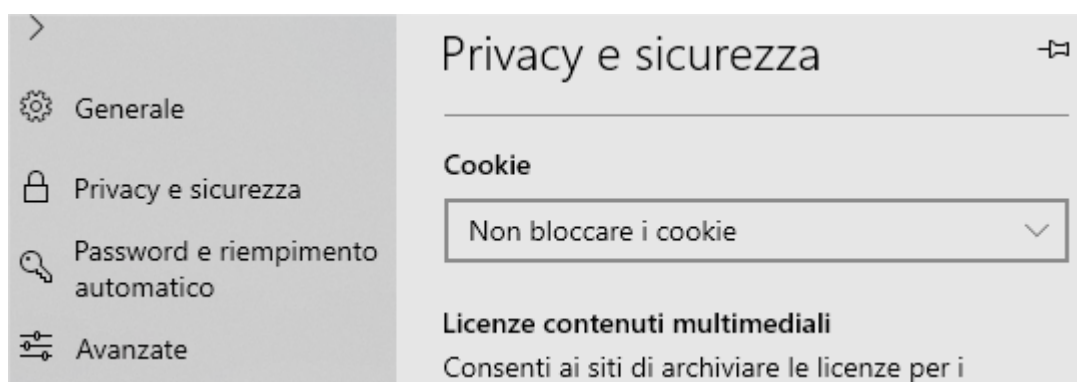 Generale
Privacy e sicurezza
Password e riempimento
automatico
Avanzate
Privacy e sicurezza
Cookie
Non bloccare i cookie
Licenze contenuti multimediali
Consenti ai siti di archiviare le licenze per i